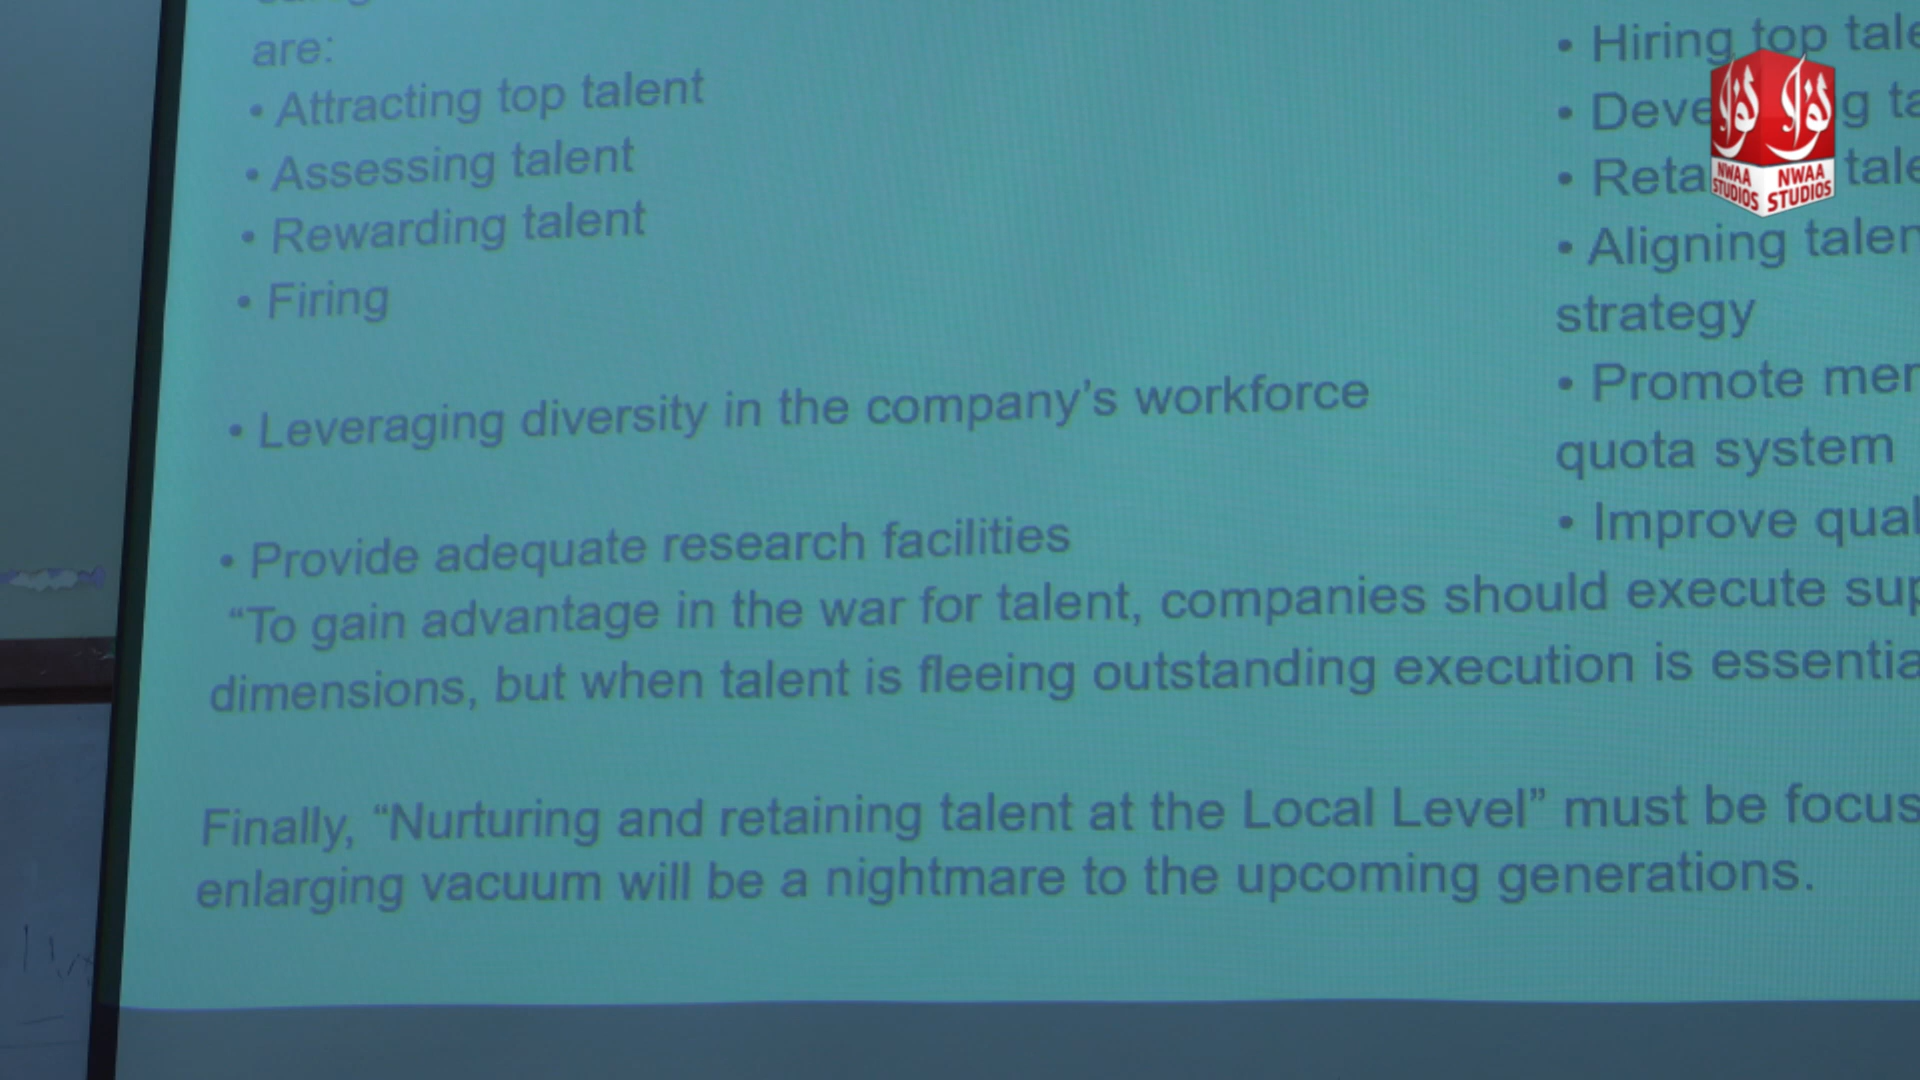 are:
• Attracting top talent
• Assessing talent
• Rewarding talent
• Firing
• Leveraging diversity in the company’s workforce
• Provide adequate research facilities
• Hiring top
•
•
• Aligning
strategy
• Promote
quota system
• Improve
“To gain advantage in the war for talent, companies should execute
dimensions, but when talent is fleeing outstanding execution is
Finally, “Nurturing and retaining talent at the Local Level” must be
enlarging vacuum will be a nightmare to the upcoming generations.
NWAA
STUDIOS
NWAA
STUDIOS